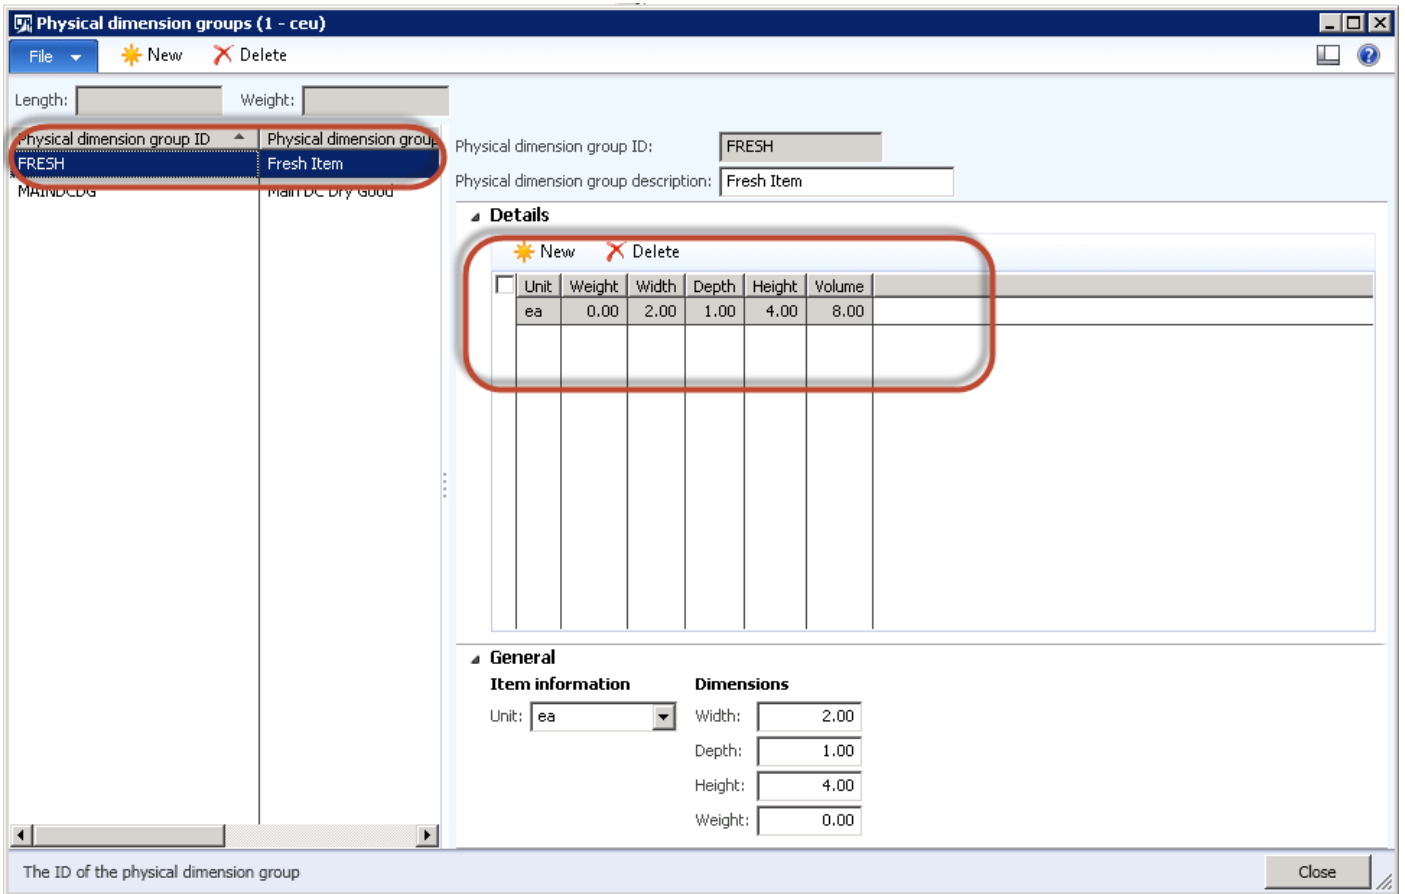 Physical dimension groups (1 - ceu)
File New Delete
Length: Weight:
Physical dimension group ID Physical dimension group
FRESH Fresh Item
MAINDCDG Main DC Dry Good
Physical dimension group ID: FRESH
Physical dimension group description: Fresh Item
Details
New Delete
Unit Weight Width Depth Height Volume
ea 0.00 2.00 1.00 4.00 8.00
General
Item information Dimensions
Unit: ea Width: 2.00
Depth: 1.00
Height: 4.00
Weight: 0.00
The ID of the physical dimension group Close